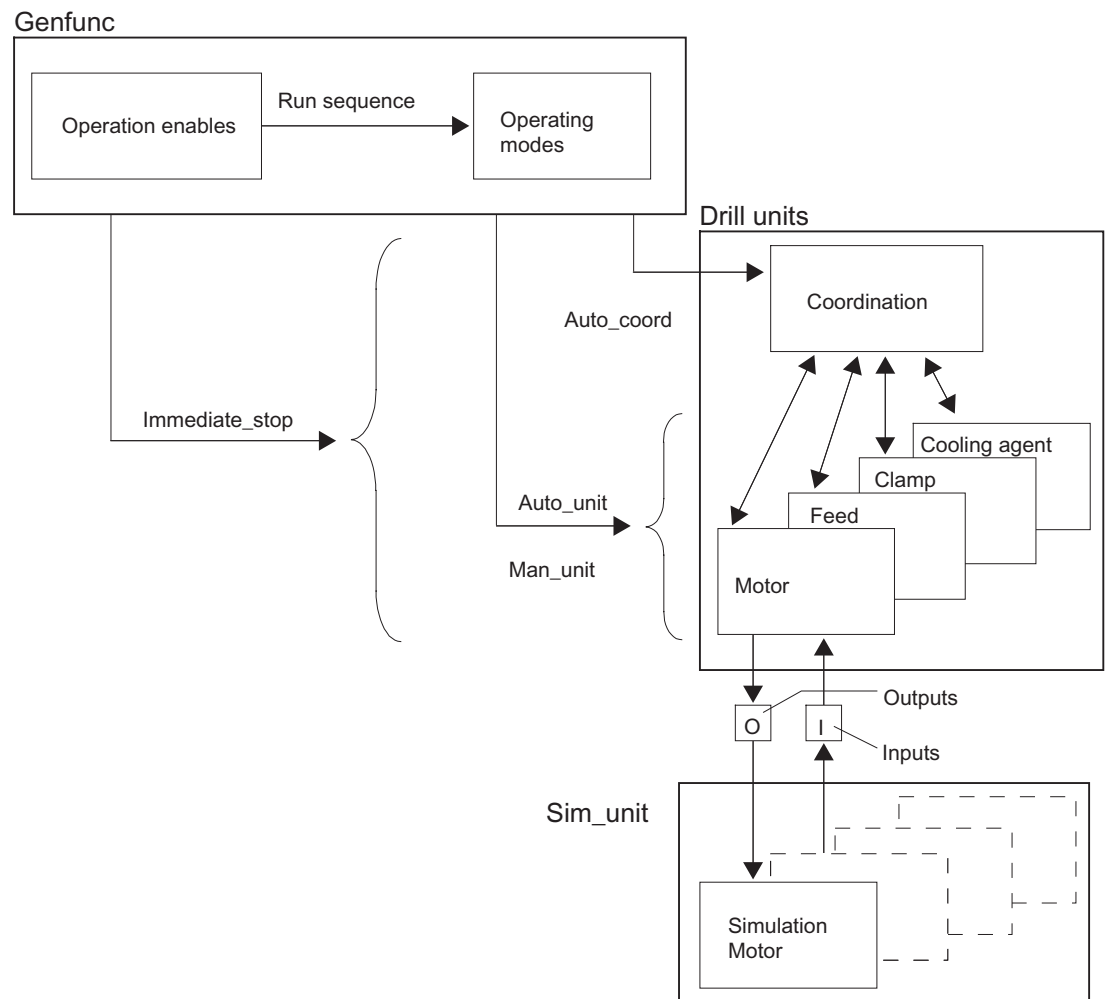 Genfunc
Operation enables
Run sequence
Operating
modes
Drill units
Coordination
Auto_coord
Immediate_stop
Cooling agent
Clamp
Auto_unit
Feed
Man_unit
Motor
Outputs
O
I
Inputs
Sim_unit
Simulation
Motor